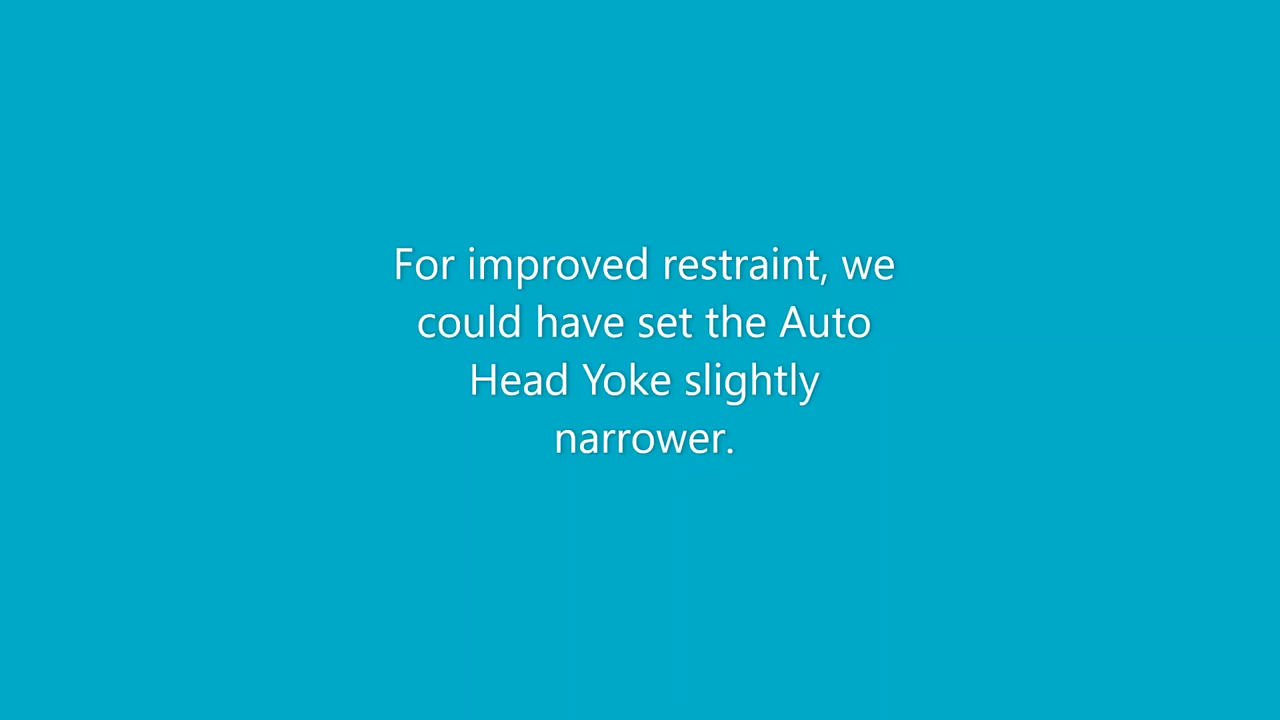 For improved restraint, we
could have set the Auto
Head Yoke slightly
narrower.